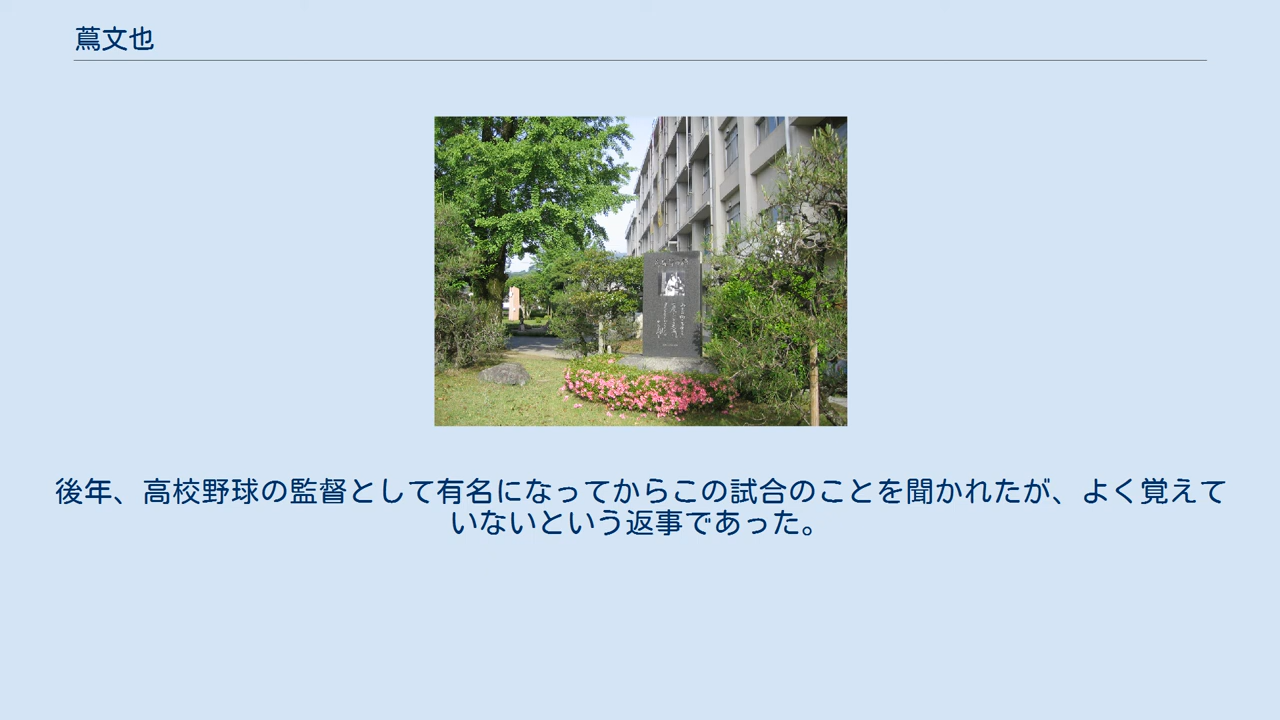 蔦文也
後年、高校野球の監督として有名になってからこの試合のことを聞かれたが、よく覚えて
いないという返事であった。